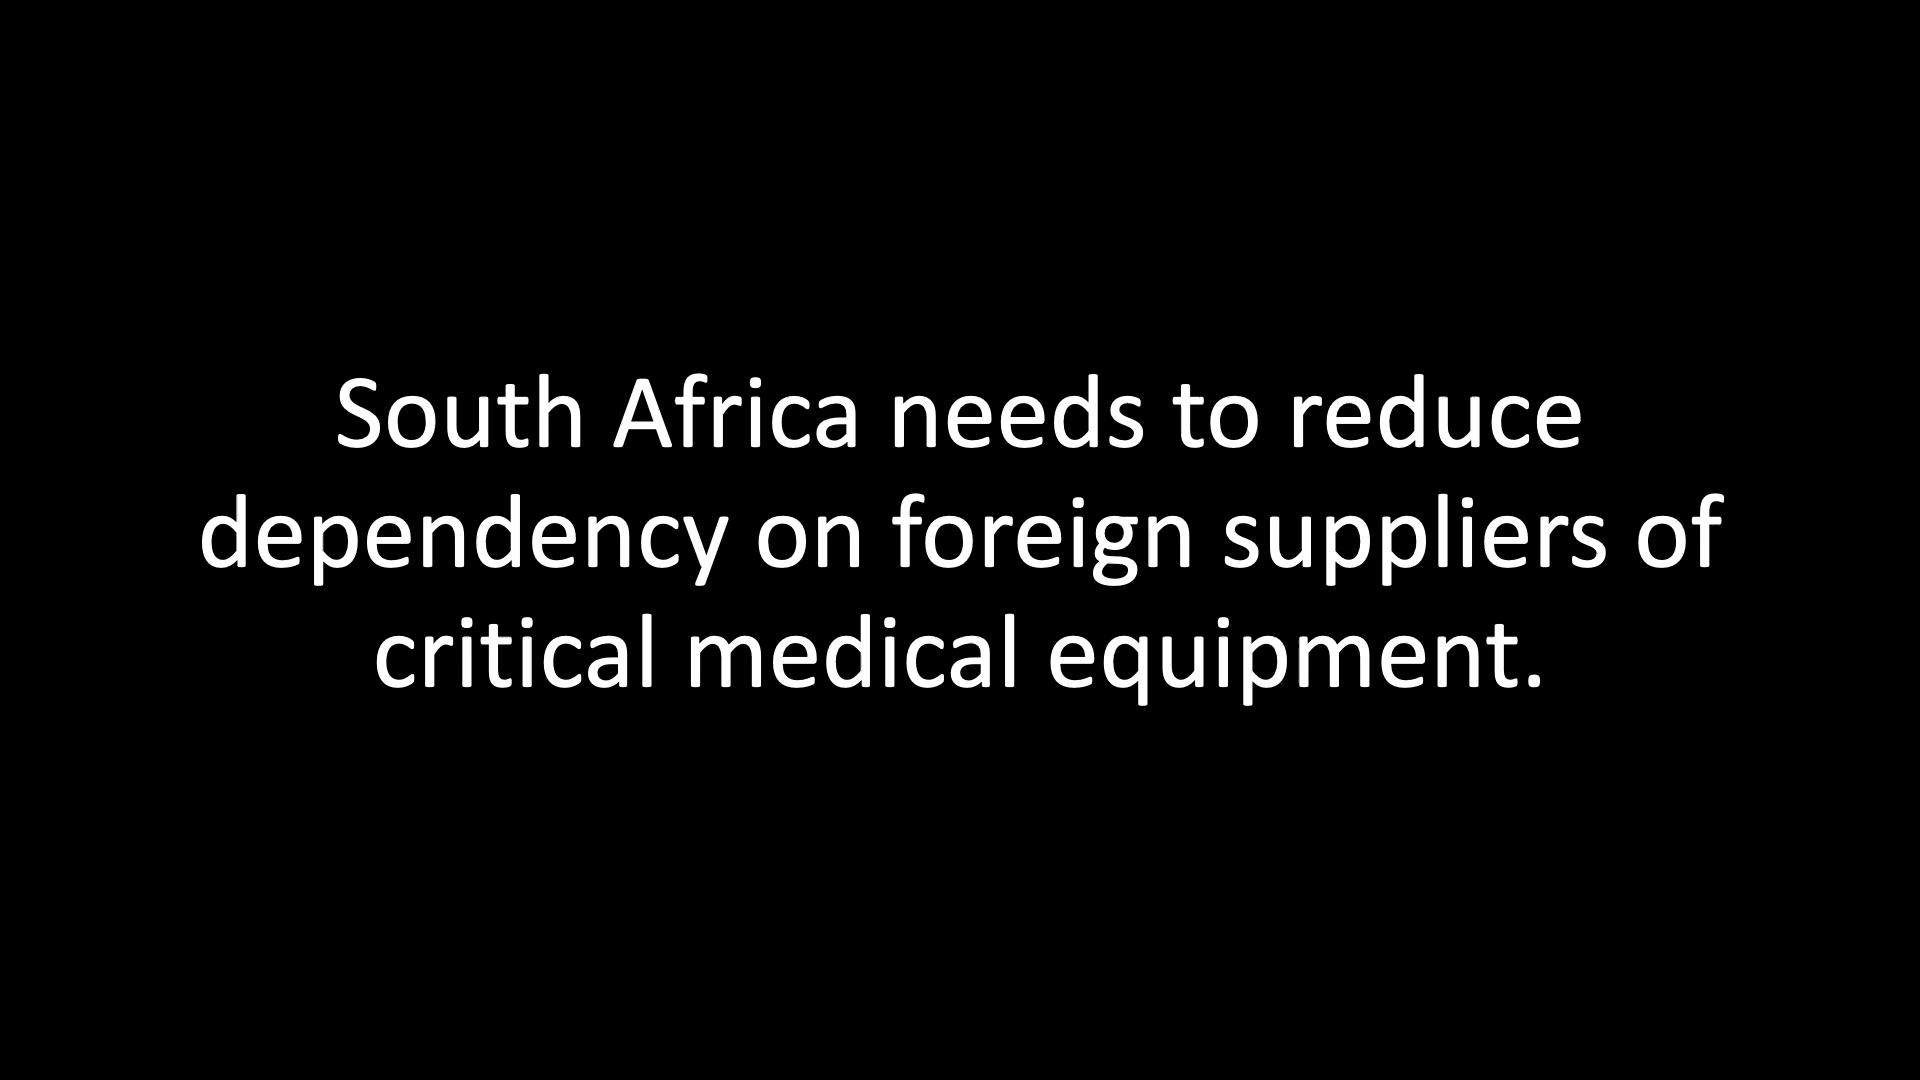 South Africa needs to reduce
dependency on foreign suppliers of
critical medical equipment.